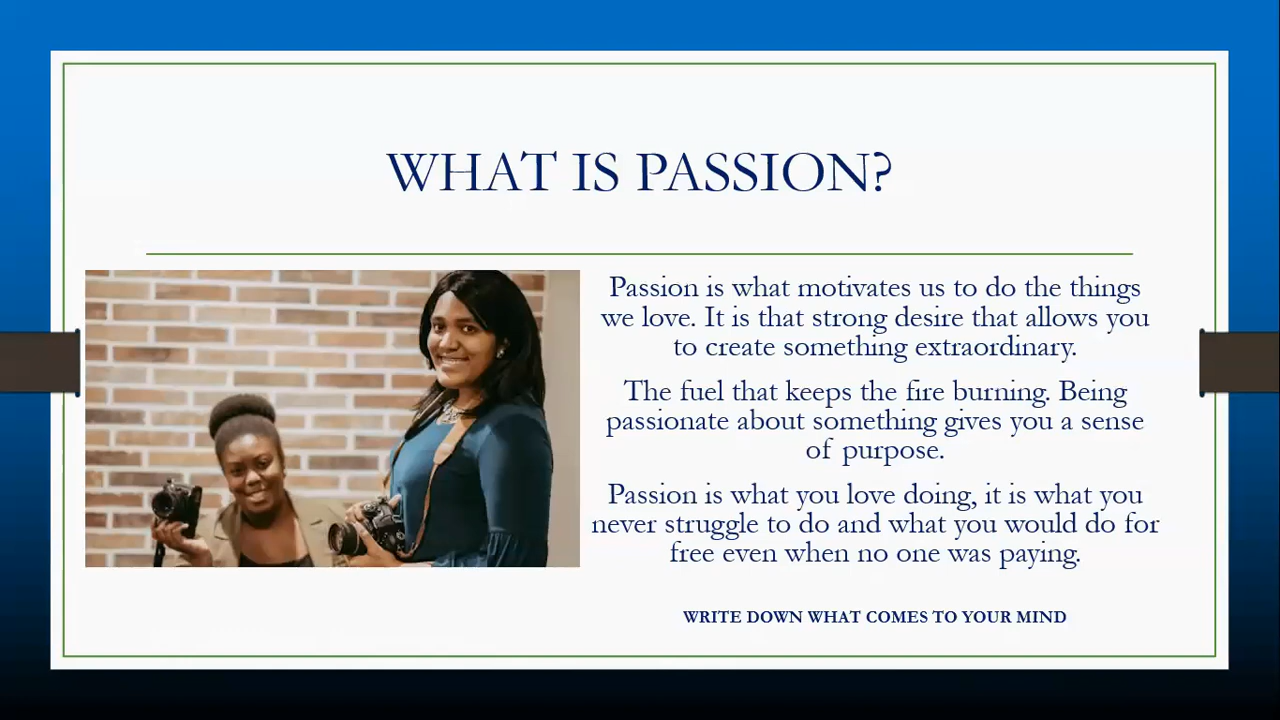 WHAT IS PASSION?
Passion is what motivates us to do the things
we love. It is that strong desire that allows you
to create something extraordinary.
The fuel that keeps the fire burning. Being
passionate about something gives you a sense
of purpose.
Passion is what you love doing, it is what you
never struggle to do and what you would do for
free even when no one was paying.
WRITE DOWN WHAT COMES TO YOUR MIND